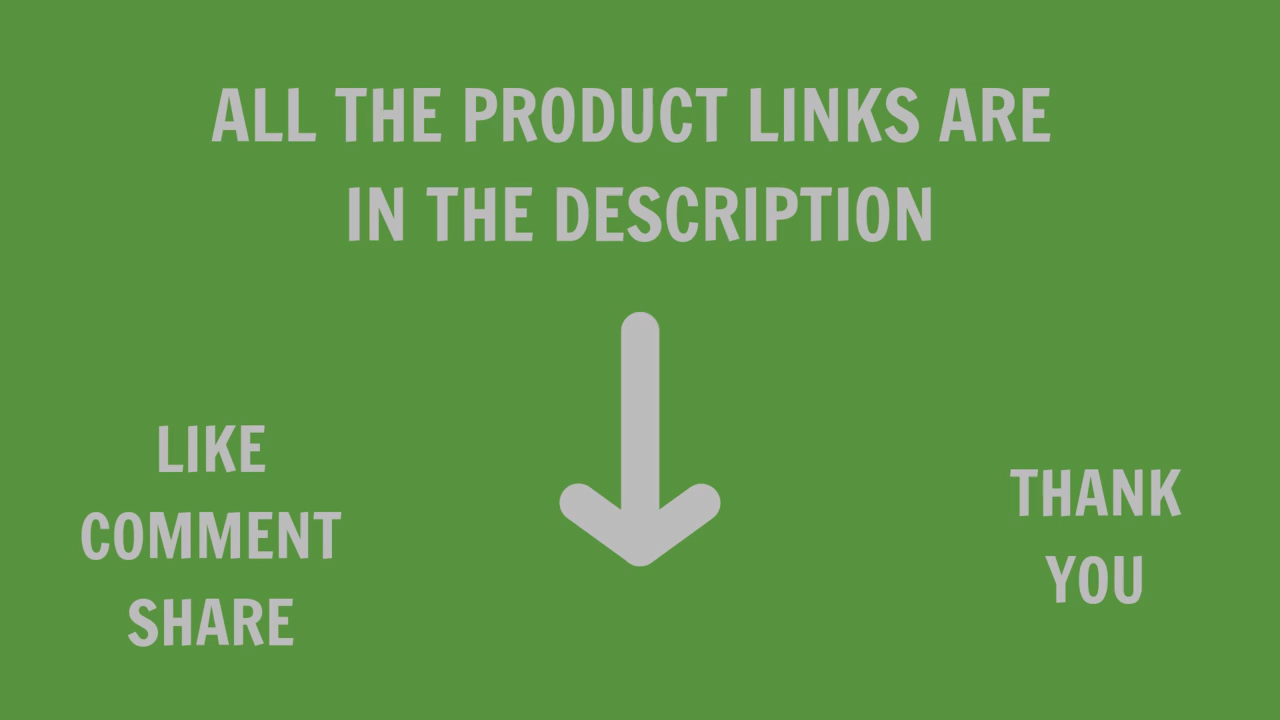 ALL THE PRODUCT LINKS ARE
IN THE DESCRIPTION
LIKE
COMMENT
SHARE
THANK
YOU